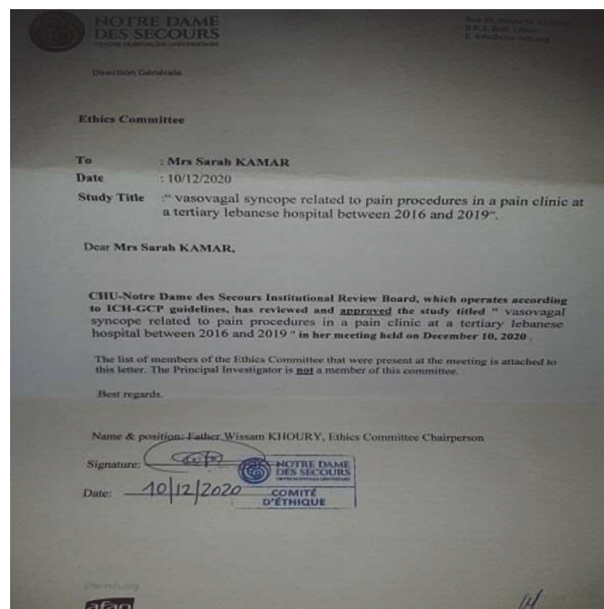 NOTRE DAME
DES SECOURS
CENTRE HOSPITALIER UNIVERSITAIRE
Direction Générale
Ethics Committee
To : Mrs Sarah KAMAR
Date : 10/12/2020
Study Title :" vasovagal syncope related to pain procedures in a pain clinic at
a tertiary lebanese hospital between 2016 and 2019".
Dear Mrs Sarah KAMAR,
CHU-Notre Dame des Secours Institutional Review Board, which operates according
to ICH-GCP guidelines, has reviewed and approved the study titled " vasovagal
syncope related to pain procedures in a pain clinic at a tertiary lebanese
hospital between 2016 and 2019 " in her meeting held on December 10, 2020 .
The list of members of the Ethics Committee that were present at the meeting is attached to
this letter. The Principal Investigator is not a member of this committee.
Best regards.
Name & position: Father Wissam KHOURY, Ethics Committee Chairperson
Signature:
NOTRE DAME
DES SECOURS
Date: 10/12/2020
COMITÉ
D'ÉTHIQUE
afaq